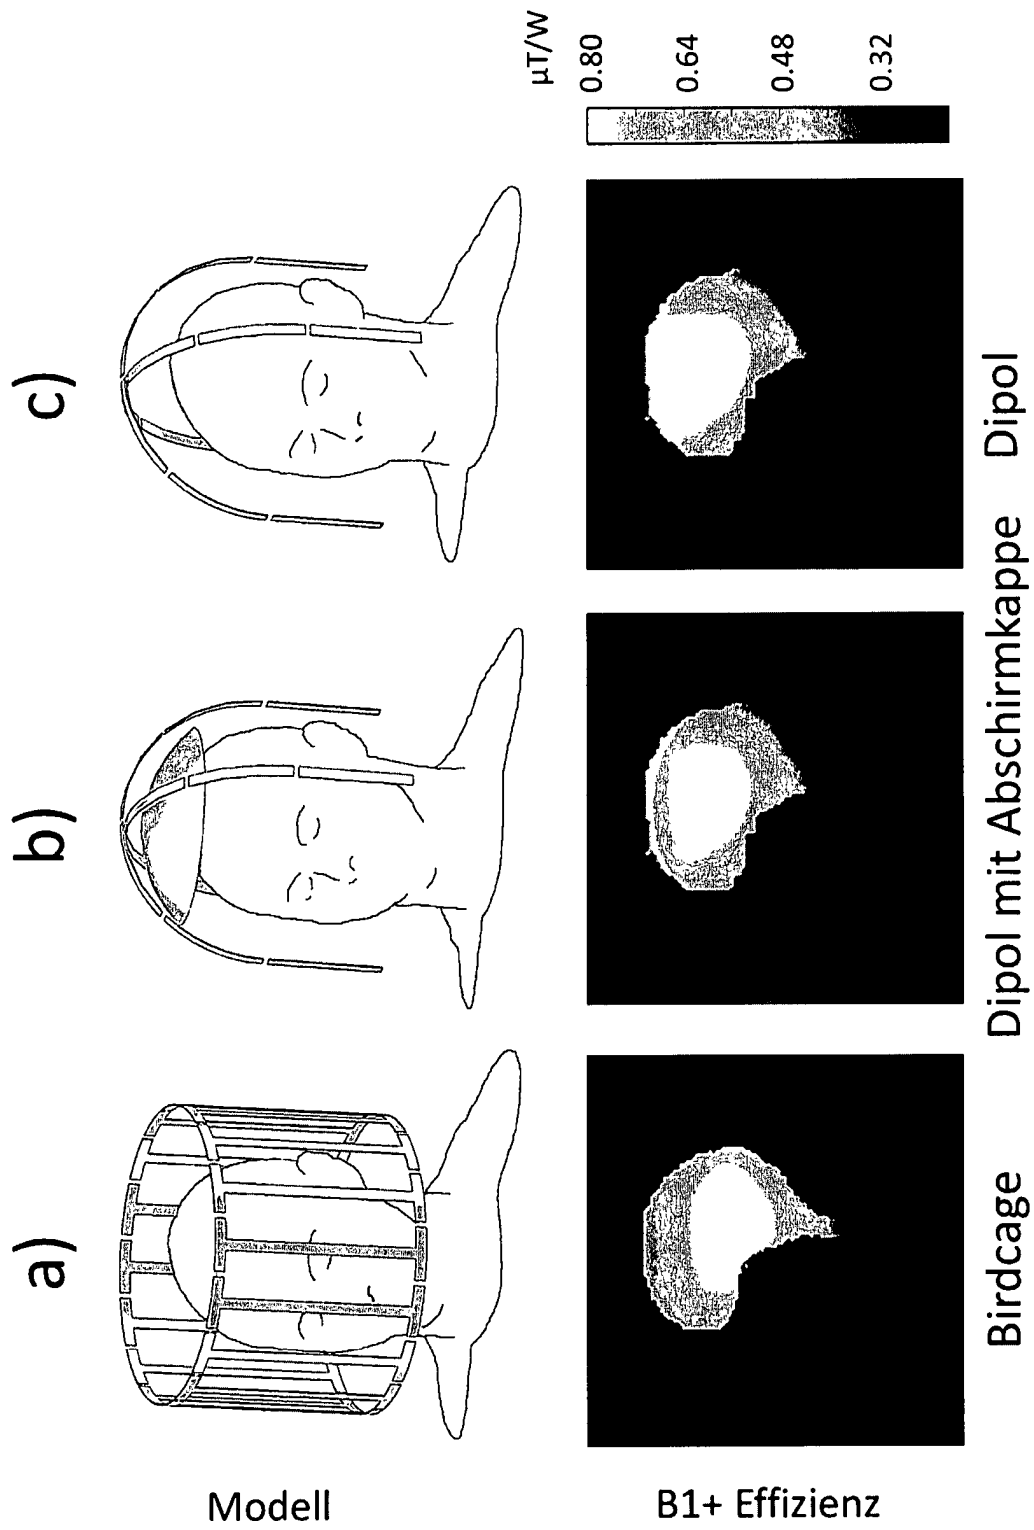 a)
b)
c)
Modell
µT/W
0.80
0.64
0.48
0.32
B1+ Effizienz
Birdcage
Dipol mit Abschirmkappe
Dipol